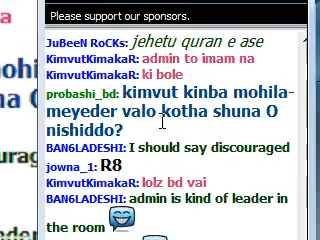 Please support our sponsors.
JuBeeN RoCKs: jehetu quran e ase
KimvutKimakaR: admin to imam na
KimvutKimakaR: ki bole
probashi_bd: kimvut kinba mohila-
meyeder valo kotha shuna O
nishiddo?
BAN6LADESHI: I should say discouraged
jowna_1: R8
KimvutKimakaR: lolz bd vai
BAN6LADESHI: admin is kind of leader in
the room